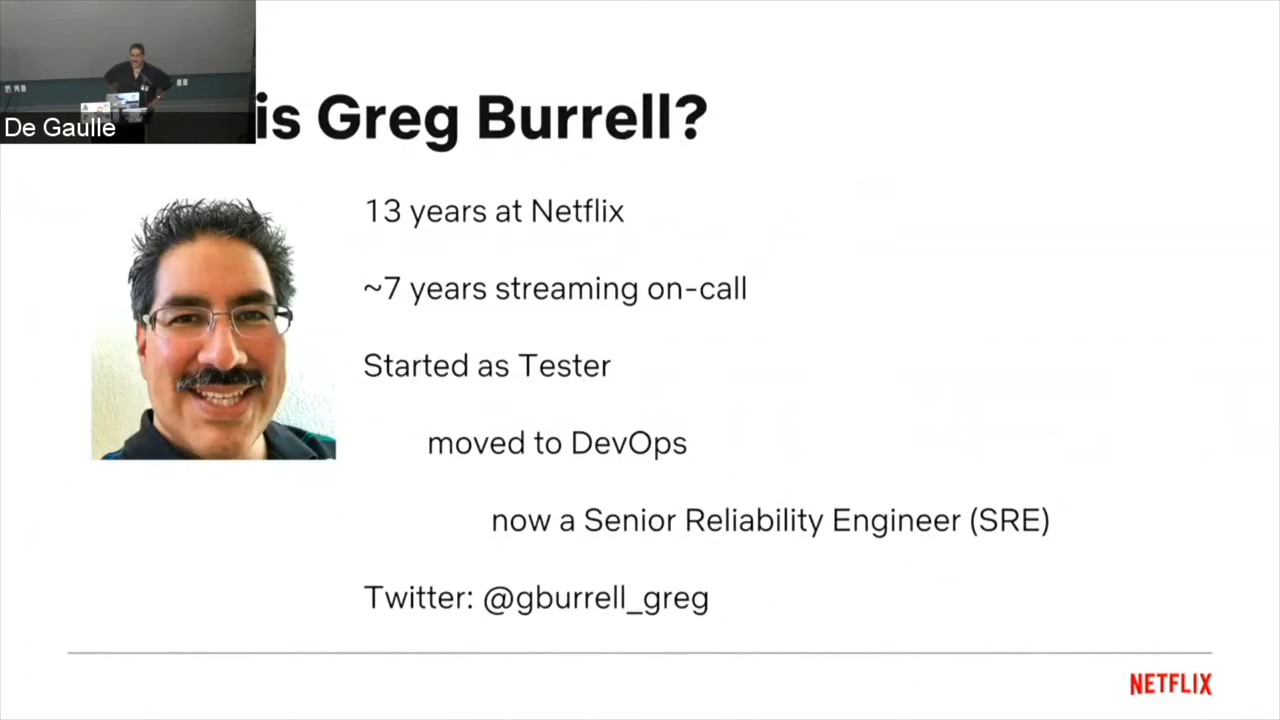 De Gaulle
is Greg Burrell?
13 years at Netflix
~7 years streaming on-call
Started as Tester
moved to DevOps
now a Senior Reliability Engineer (SRE)
Twitter: @gburrell_greg
NETFLIX